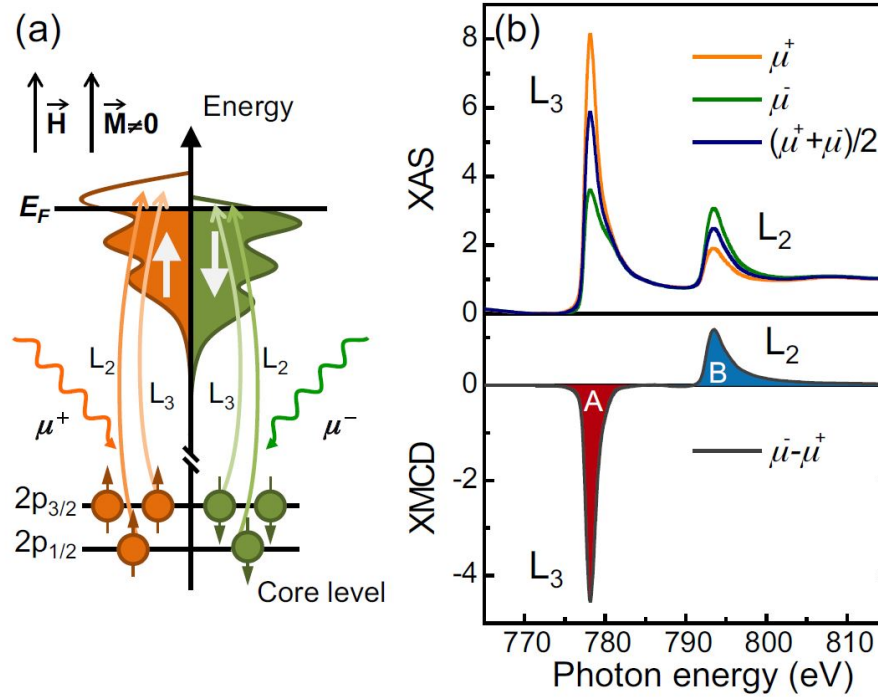 (a)
H⃗ M⃗≠0
Energy
E_F
L₂ L₂
L₃ L₃
μ⁺ μ⁻
2p₃/₂
2p₁/₂
Core level
(b)
XAS
8
6
4
2
0
L₃
μ⁺
μ⁻
(μ⁺+μ⁻)/2
L₂
XMCD
0
-2
-4
A
B
L₂
L₃
μ⁻-μ⁺
770 780 790 800 810
Photon energy (eV)